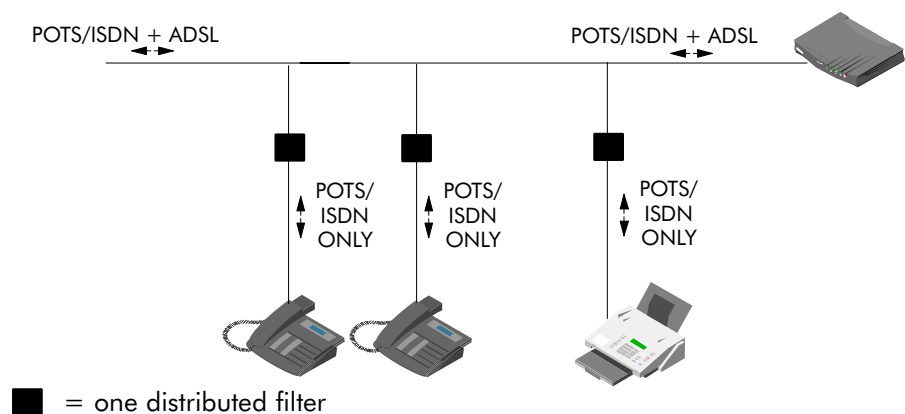 POTS/ISDN + ADSL
POTS/ISDN + ADSL
POTS/
ISDN
ONLY
POTS/
ISDN
ONLY
POTS/
ISDN
ONLY
= one distributed filter